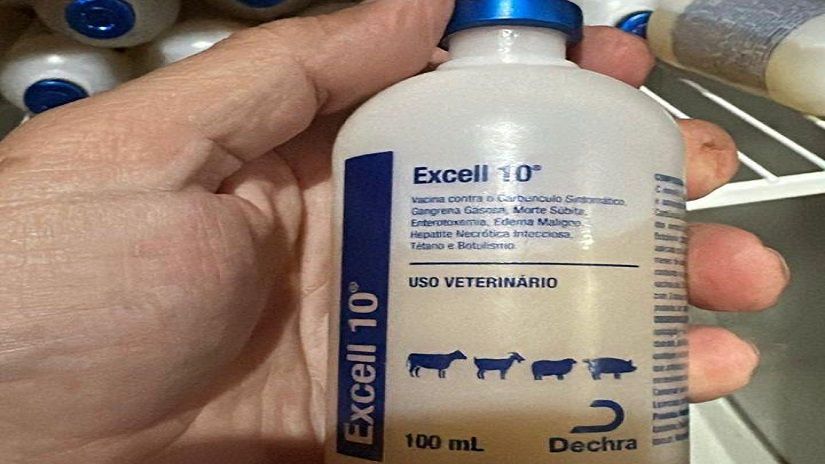 Excell 10®
Vacina contra o Carbúnculo Sintomático,
Gangrena Gasosa, Morte Súbita,
Enterotoxemia, Edema Maligno,
Hepatite Necrótica Infecciosa,
Tétano e Botulismo.
USO VETERINÁRIO
Excell 10®
100 mL
Dechra